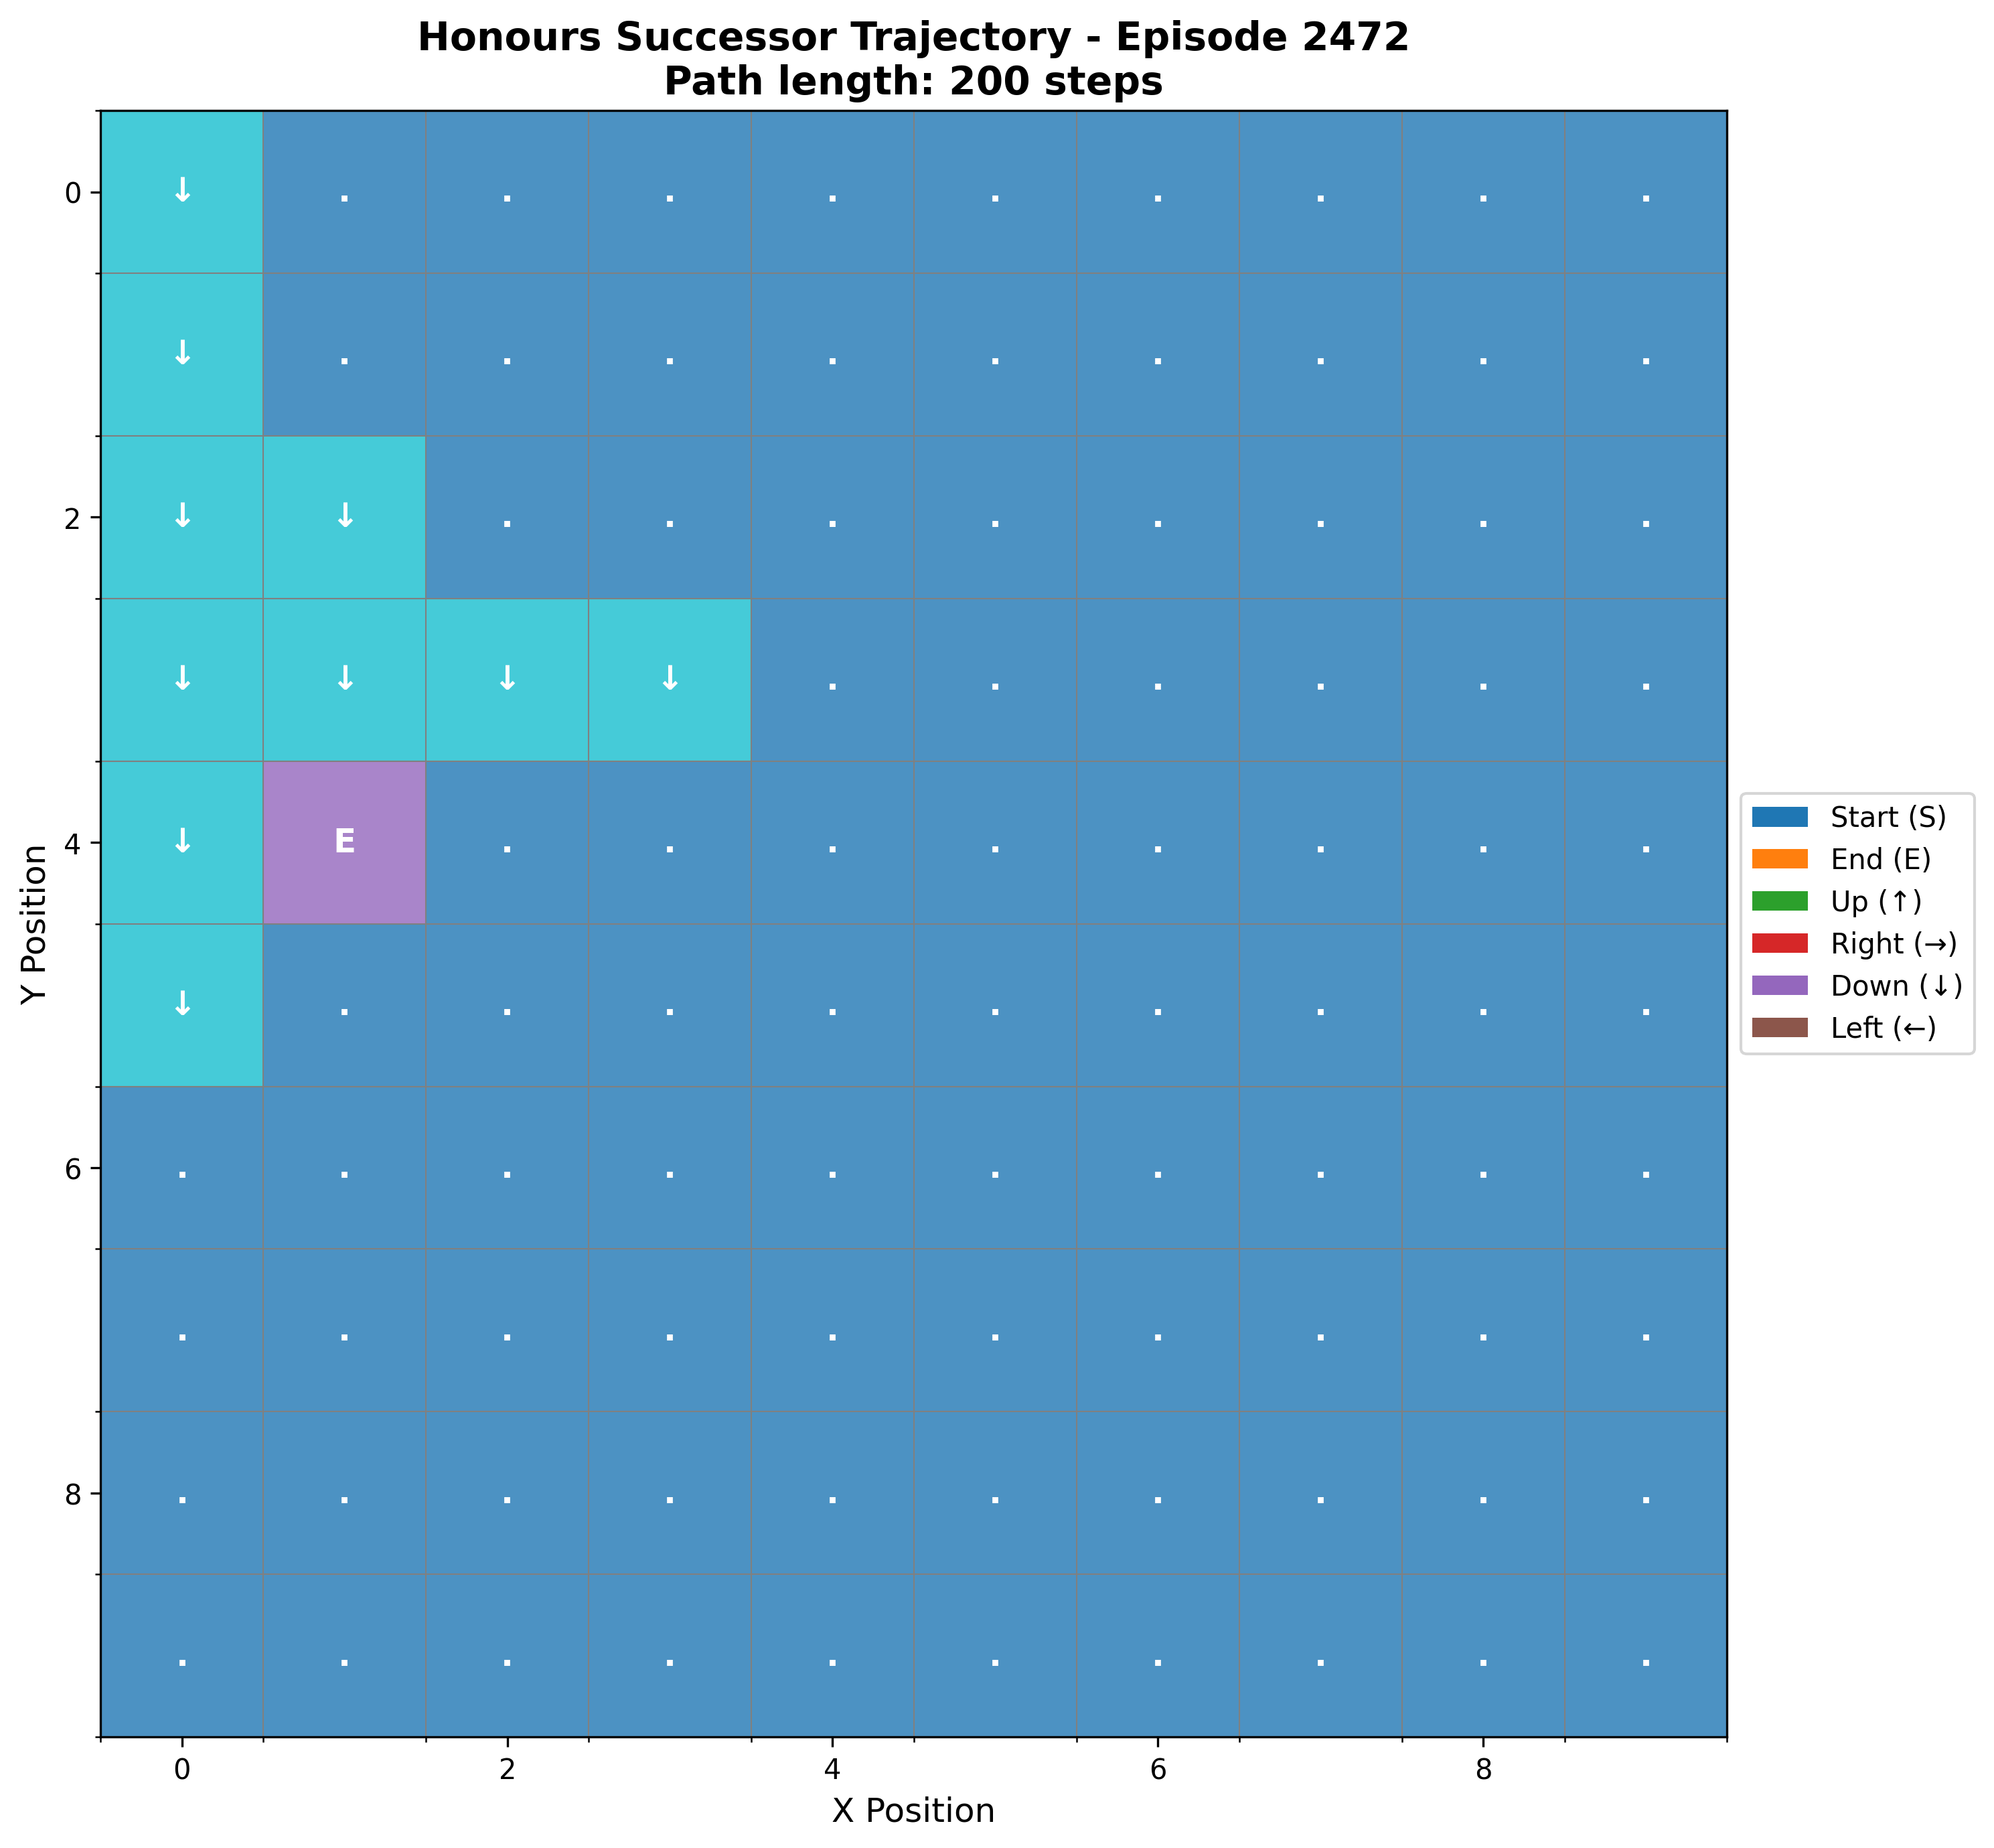 Honours Successor Trajectory - Episode 2472
Path length: 200 steps
0
↓ . . . . . . . . .
↓ . . . . . . . . .
2
↓ ↓ . . . . . . . .
↓ ↓ ↓ ↓ . . . . . .
4
↓ E . . . . . . . .
↓ . . . . . . . . .
6
. . . . . . . . . .
. . . . . . . . . .
8
. . . . . . . . . .
. . . . . . . . . .
0 2 4 6 8
X Position
Y Position
Start (S)
End (E)
Up (↑)
Right (→)
Down (↓)
Left (←)